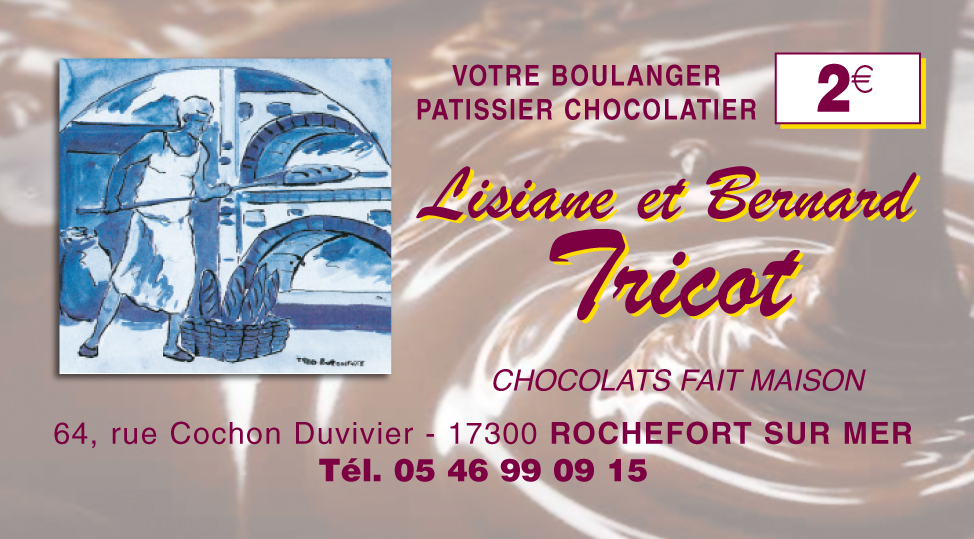 VOTRE BOULANGER
PATISSIER CHOCOLATIER
2€
Lisiane et Bernard
Tricot
CHOCOLATS FAIT MAISON
64, rue Cochon Duvivier - 17300 ROCHEFORT SUR MER
Tél. 05 46 99 09 15